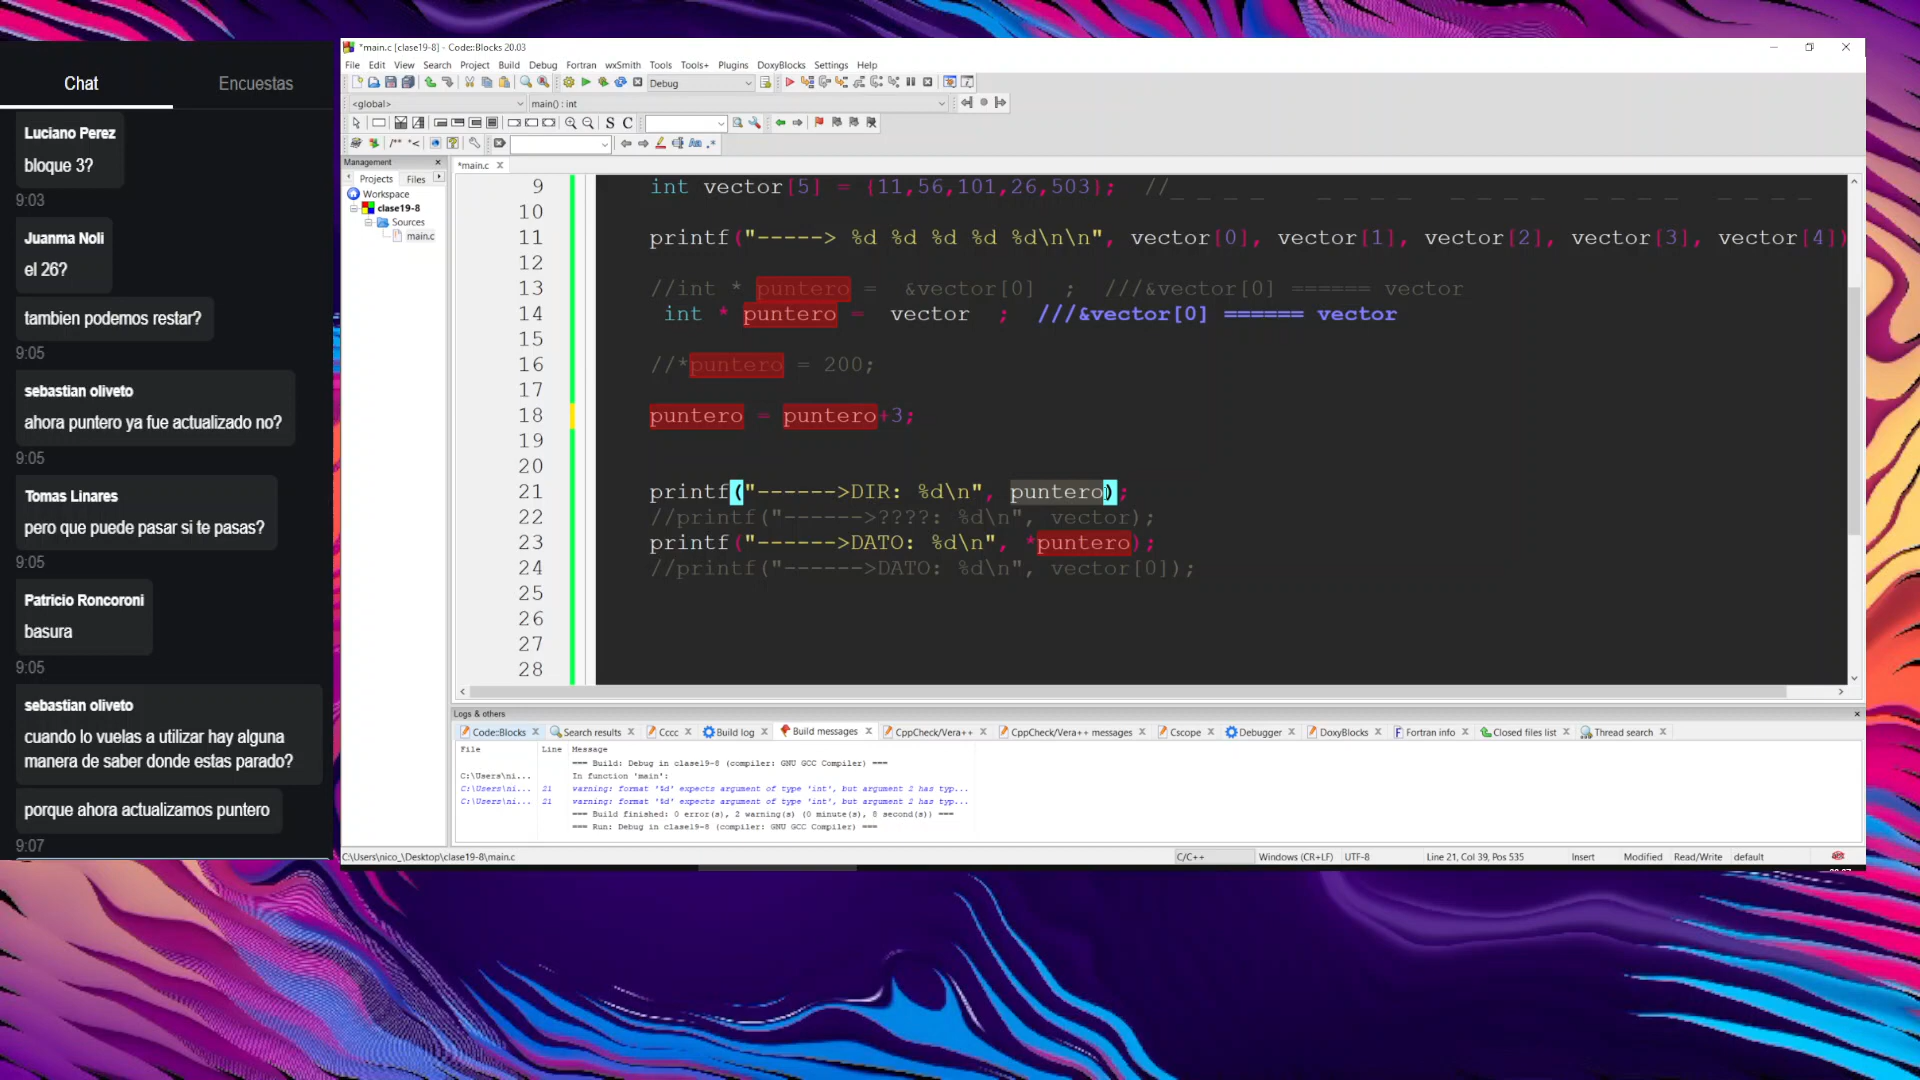 Chat
Encuestas
Luciano Perez
bloque 3?
9:03
Juanma Noli
el 26?
tambien podemos restar?
9:05
sebastian oliveto
ahora puntero ya fue actualizado no?
9:05
Tomas Linares
pero que puede pasar si te pasas?
9:05
Patricio Roncoroni
basura
9:05
sebastian oliveto
cuando lo vuelas a utilizar hay alguna
manera de saber donde estas parado?
porque ahora actualizamos puntero
9:07
*main.c [clase19-8] - Code::Blocks 20.03
File Edit View Search Project Build Debug Fortran wxSmith Tools Tools+ Plugins DoxyBlocks Settings Help
Debug
<global>
main() : int
S C
/** *<
Aa .*
Management
Projects Files
Workspace
clase19-8
Sources
main.c
*main.c
9 int vector[5] = {11,56,101,26,503}; //_ _ _ _ _ _ _ _ _ _ _ _ _ _ _ _ _ _ _ _
10
11 printf("-----> %d %d %d %d %d\n\n", vector[0], vector[1], vector[2], vector[3], vector[4])
12
13 //int * puntero = &vector[0] ; ///&vector[0] ====== vector
14 int * puntero = vector ; ///&vector[0] ====== vector
15
16 //*puntero = 200;
17
18 puntero = puntero+3;
19
20
21 printf("------>DIR: %d\n", puntero);
22 //printf("------>????: %d\n", vector);
23 printf("------>DATO: %d\n", *puntero);
24 //printf("------>DATO: %d\n", vector[0]);
25
26
27
28
Logs & others
Code::Blocks Search results Cccc Build log Build messages CppCheck/Vera++ CppCheck/Vera++ messages Cscope Debugger DoxyBlocks Fortran info Closed files list Thread search
File Line Message
=== Build: Debug in clase19-8 (compiler: GNU GCC Compiler) ===
C:\Users\ni... In function 'main':
C:\Users\ni... 21 warning: format '%d' expects argument of type 'int', but argument 2 has typ...
C:\Users\ni... 21 warning: format '%d' expects argument of type 'int', but argument 2 has typ...
=== Build finished: 0 error(s), 2 warning(s) (0 minute(s), 8 second(s)) ===
=== Run: Debug in clase19-8 (compiler: GNU GCC Compiler) ===
C:\Users\nico_\Desktop\clase19-8\main.c
C/C++
Windows (CR+LF)
UTF-8
Line 21, Col 39, Pos 535
Insert
Modified
Read/Write
default